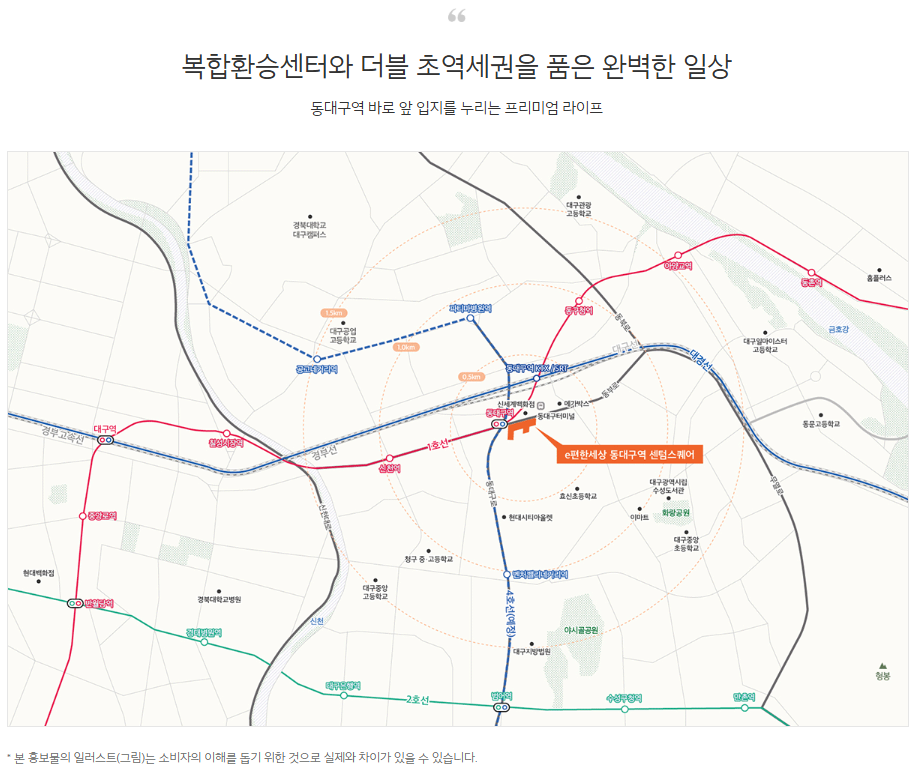 “
복합환승센터와 더블 초역세권을 품은 완벽한 일상
동대구역 바로 앞 입지를 누리는 프리미엄 라이프
대구관광
고등학교
경북대학교
대구캠퍼스
아양교역
동촌역
홈플러스
금호강
1.5km
대구공업
고등학교
공고네거리역
파티마병원역
동구청역
동북로
대구일마이스터
고등학교
1.0km
대구선
대경선
0.5km
동대구역 KTX / SRT
동부로
신세계백화점
메가박스
동대구역
동대구터미널
동문고등학교
대구역
경부고속선
칠성시장역
경부선
신천역
1호선
e편한세상 동대구역 센텀스퀘어
동대구로
효신초등학교
대구광역시립
수성도서관
무열로
중앙로역
신천대로
현대시티아울렛
이마트
화랑공원
대구중앙
초등학교
청구 중·고등학교
현대백화점
벤처밸리네거리역
대구중앙
고등학교
경북대학교병원
반월당역
4호선(예정)
신천
경대병원역
야시골공원
대구지방법원
청봉
대구은행역
2호선
범어역
수성구청역
만촌역
* 본 홍보물의 일러스트(그림)는 소비자의 이해를 돕기 위한 것으로 실제와 차이가 있을 수 있습니다.